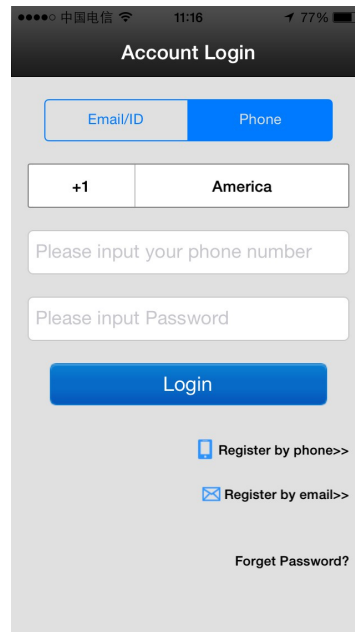 中国电信 11:16 77%
Account Login
Email/ID Phone
+1 America
Please input your phone number
Please input Password
Login
Register by phone>>
Register by email>>
Forget Password?